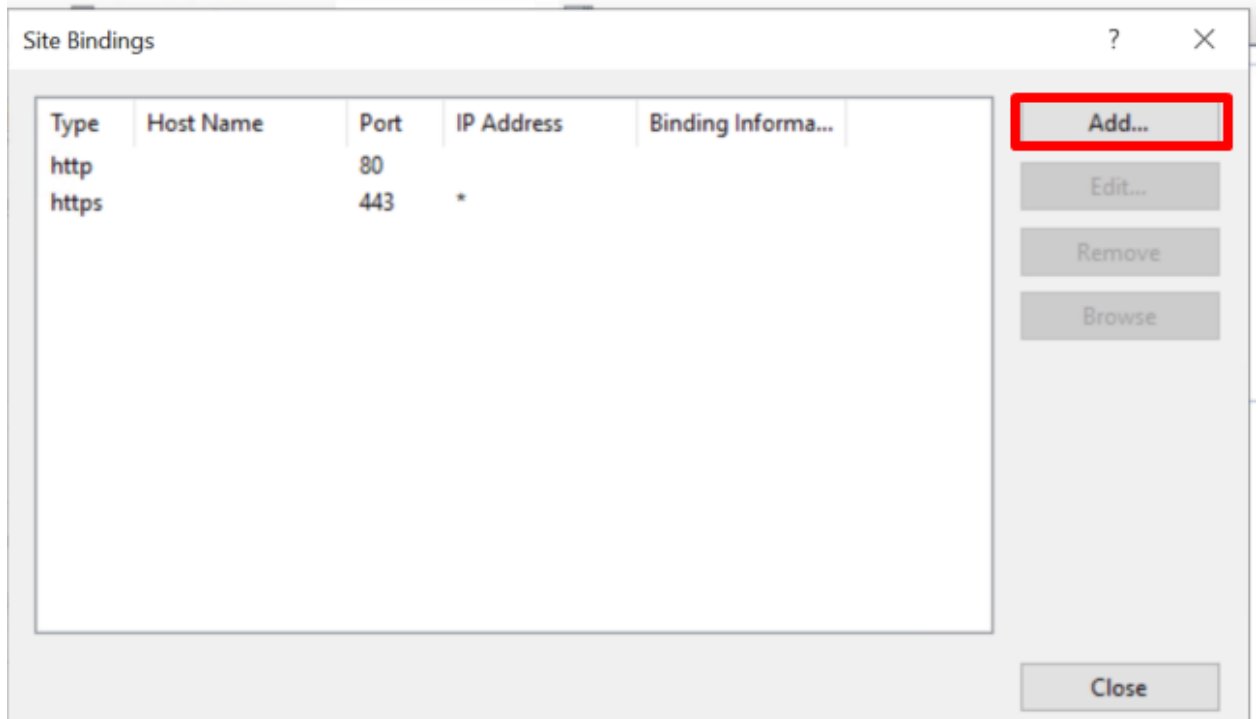 Site Bindings ? ×
Type Host Name Port IP Address Binding Informa... Add...
http 80
https 443 *
Edit...
Remove
Browse
Close